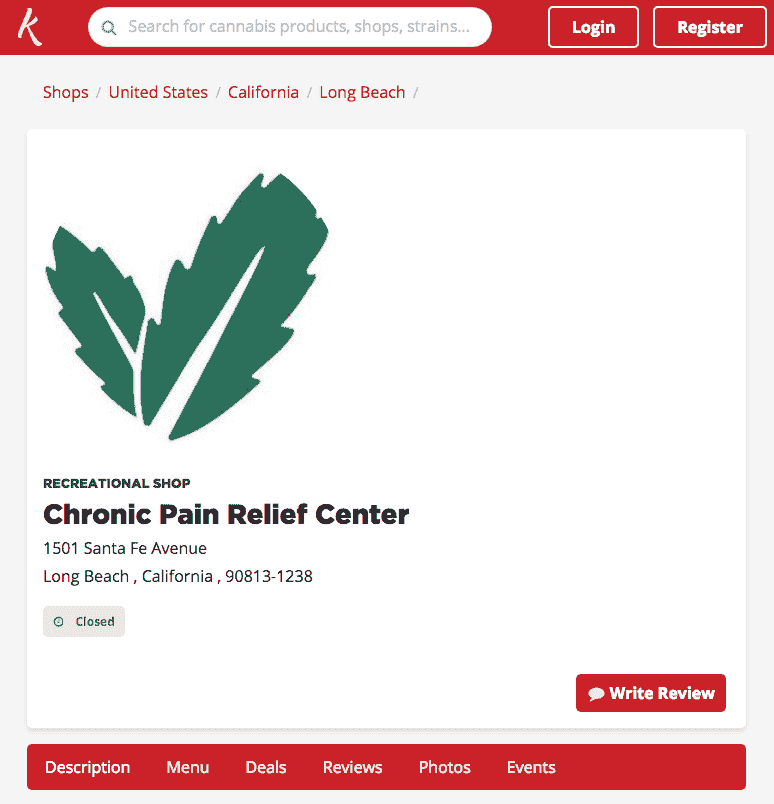 K
Search for cannabis products, shops, strains...
Login
Register
Shops / United States / California / Long Beach /
RECREATIONAL SHOP
Chronic Pain Relief Center
1501 Santa Fe Avenue
Long Beach , California , 90813-1238
Closed
Write Review
Description Menu Deals Reviews Photos Events